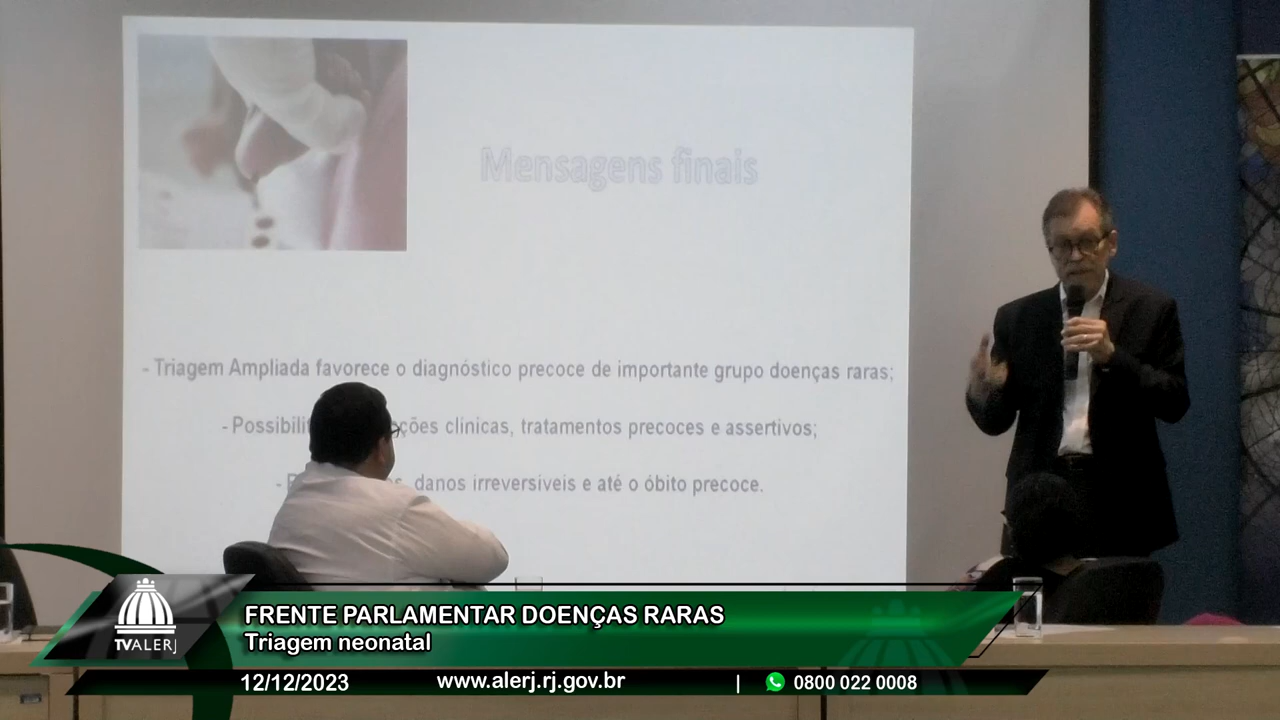 Mensagens finais
- Triagem Ampliada favorece o diagnóstico precoce de importante grupo doenças raras;
- Possibilit ções clínicas, tratamentos precoces e assertivos;
- danos irreversíveis e até o óbito precoce.
FRENTE PARLAMENTAR DOENÇAS RARAS
Triagem neonatal
TVALERJ
12/12/2023 www.alerj.rj.gov.br | 0800 022 0008